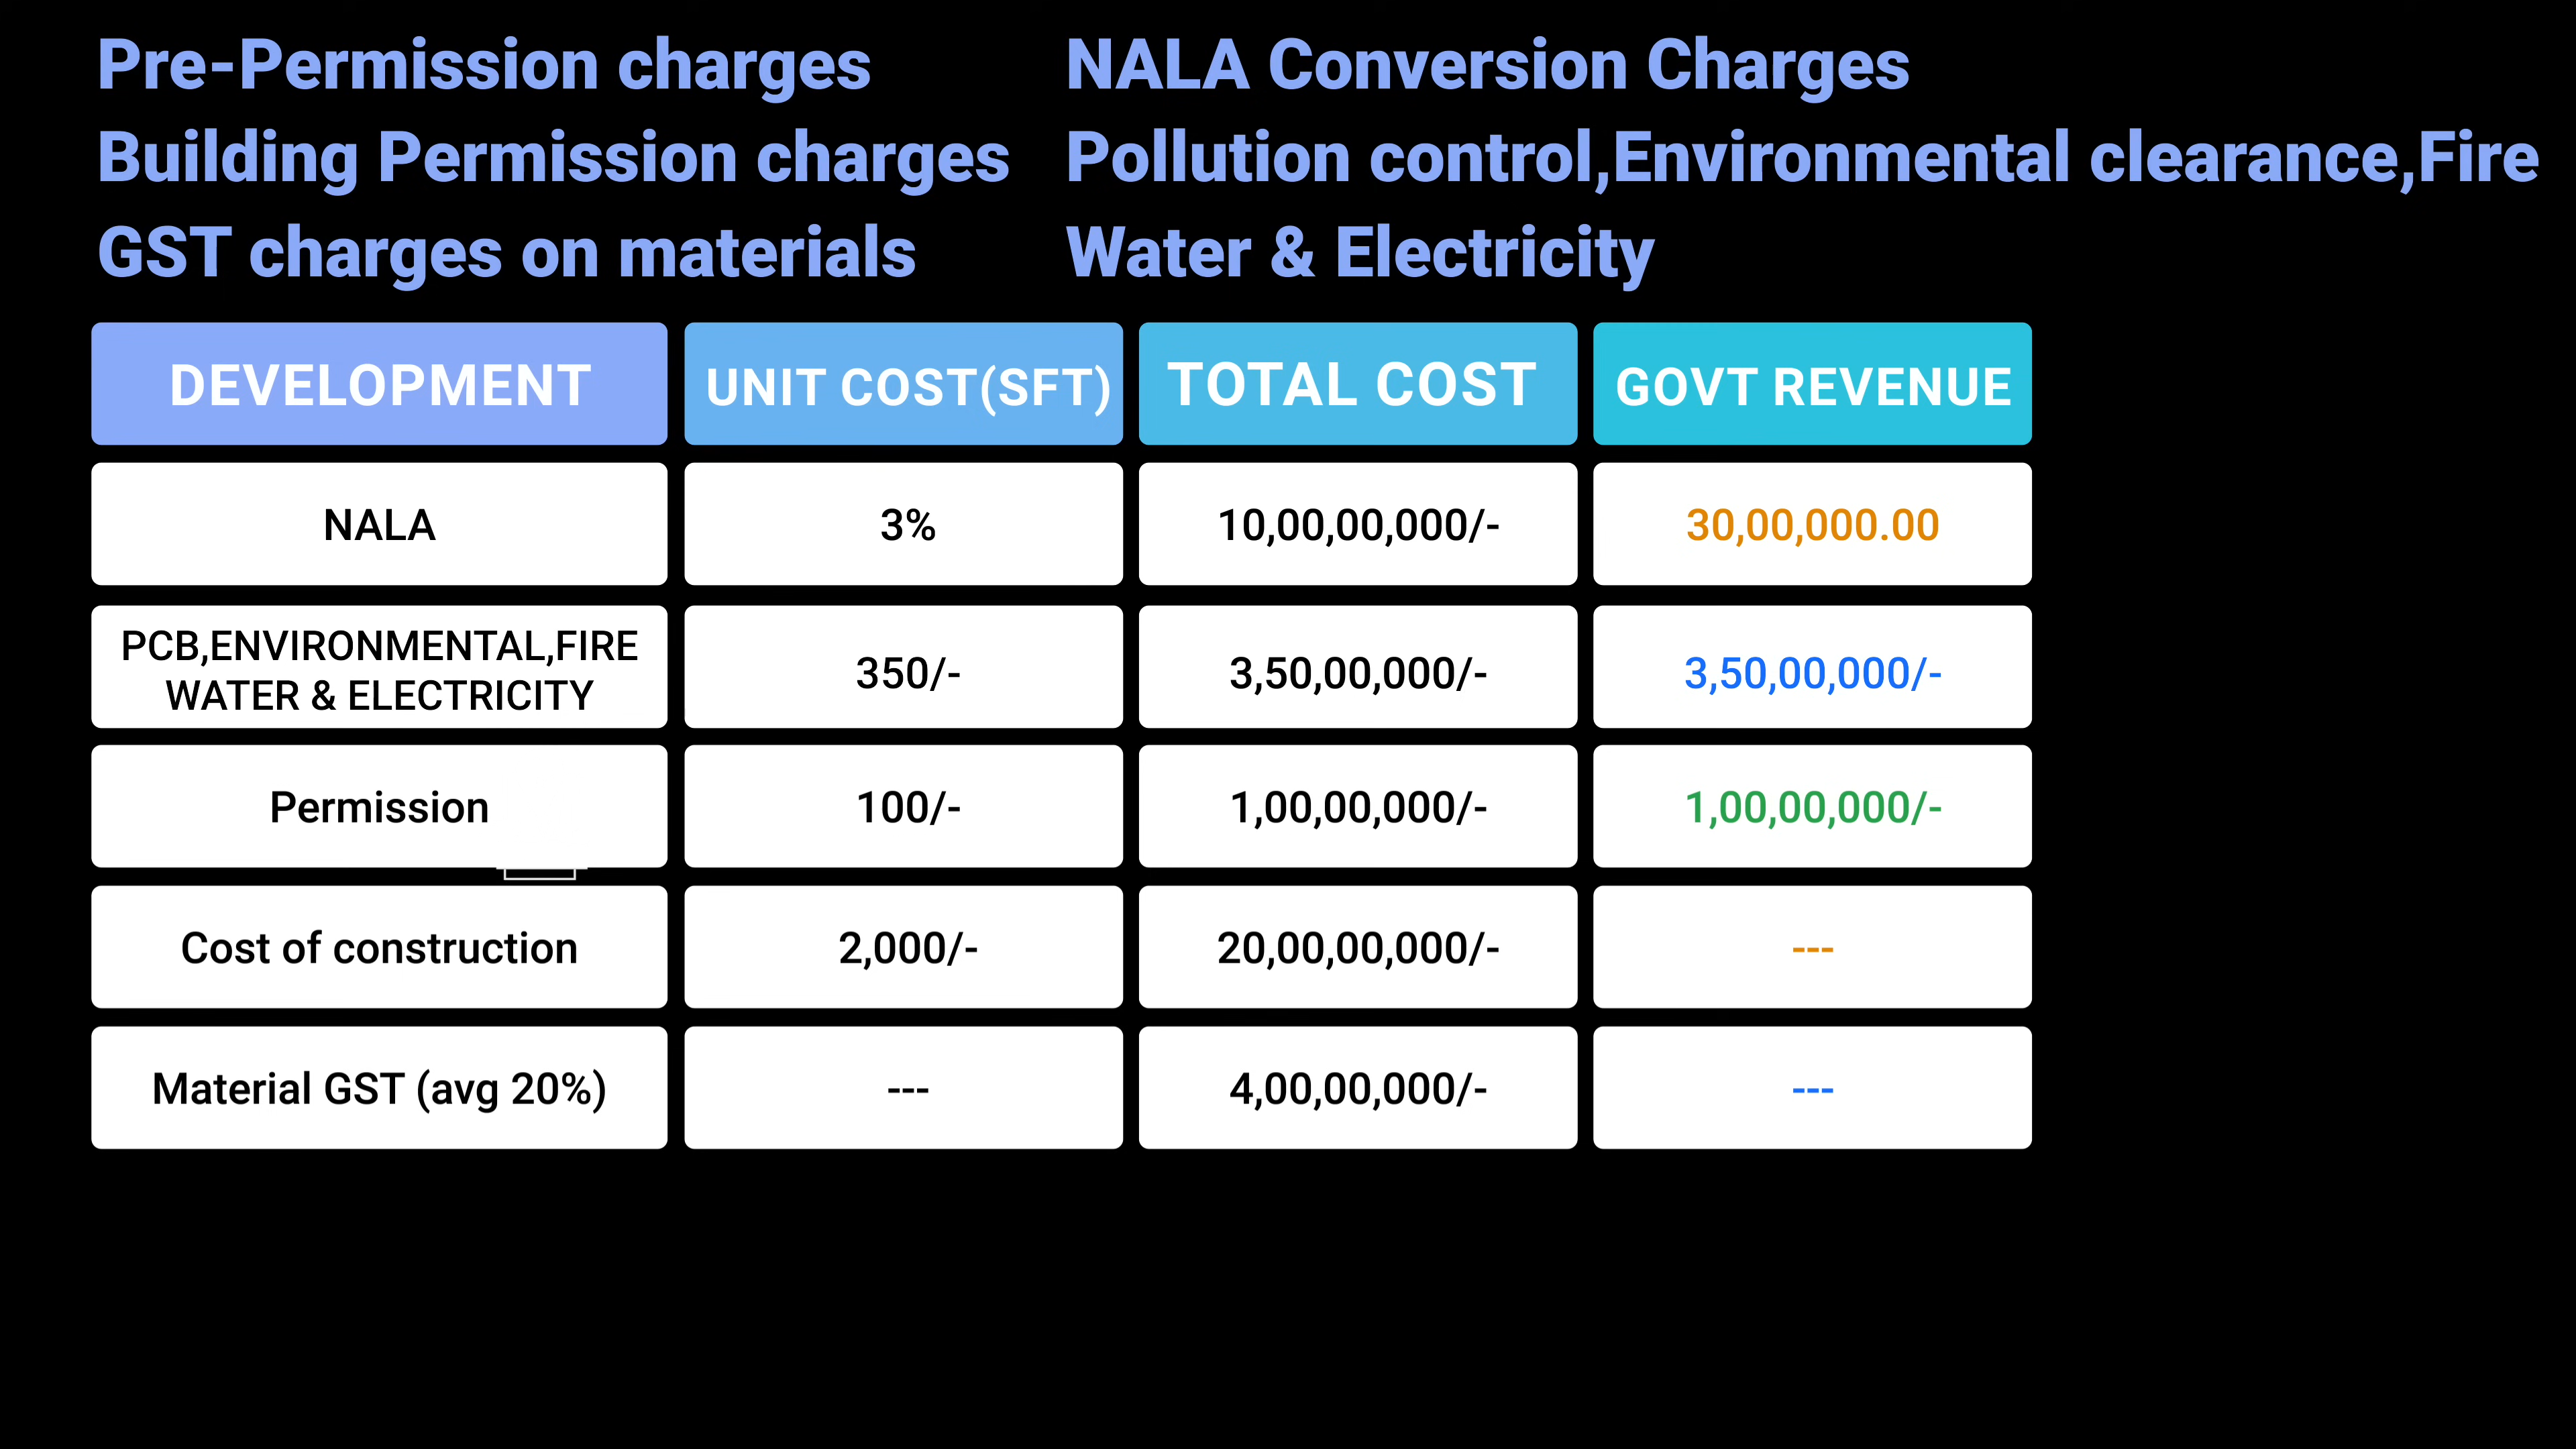 Pre-Permission charges
NALA Conversion Charges
Building Permission charges
Pollution control,Environmental clearance,Fire
GST charges on materials
Water & Electricity
DEVELOPMENT
UNIT COST(SFT)
TOTAL COST
GOVT REVENUE
NALA
3%
10,00,00,000/-
30,00,000.00
PCB,ENVIRONMENTAL,FIRE
WATER & ELECTRICITY
350/-
3,50,00,000/-
3,50,00,000/-
Permission
100/-
1,00,00,000/-
1,00,00,000/-
Cost of construction
2,000/-
20,00,00,000/-
---
Material GST (avg 20%)
---
4,00,00,000/-
---